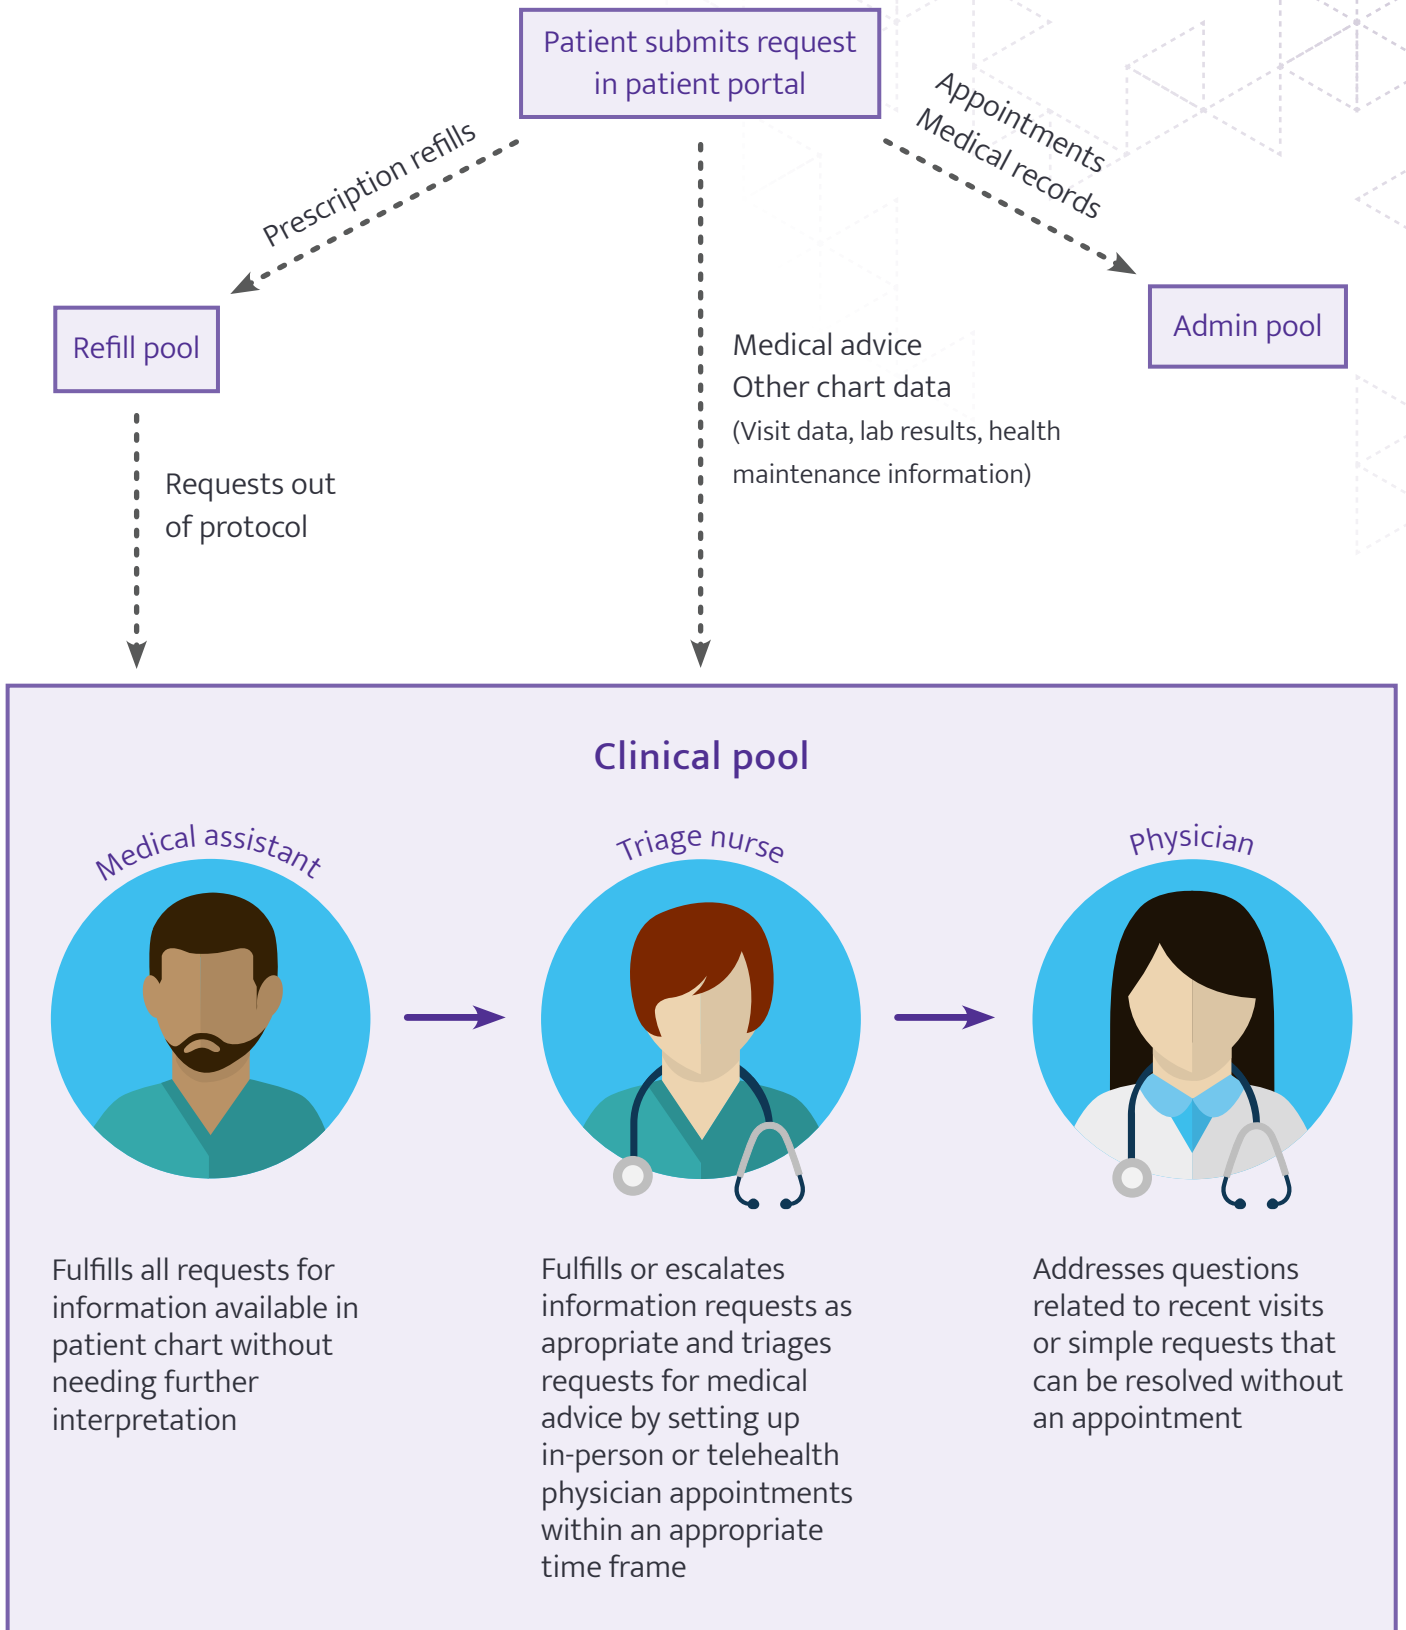 Patient submits request
in patient portal
Prescription refills
Appointments
Medical records
Refill pool
Admin pool
Medical advice
Other chart data
(Visit data, lab results, health
maintenance information)
Requests out
of protocol
Clinical pool
Medical assistant
Triage nurse
Physician
Fulfills all requests for
information available in
patient chart without
needing further
interpretation
Fulfills or escalates
information requests as
apropriate and triages
requests for medical
advice by setting up
in-person or telehealth
physician appointments
within an appropriate
time frame
Addresses questions
related to recent visits
or simple requests that
can be resolved without
an appointment